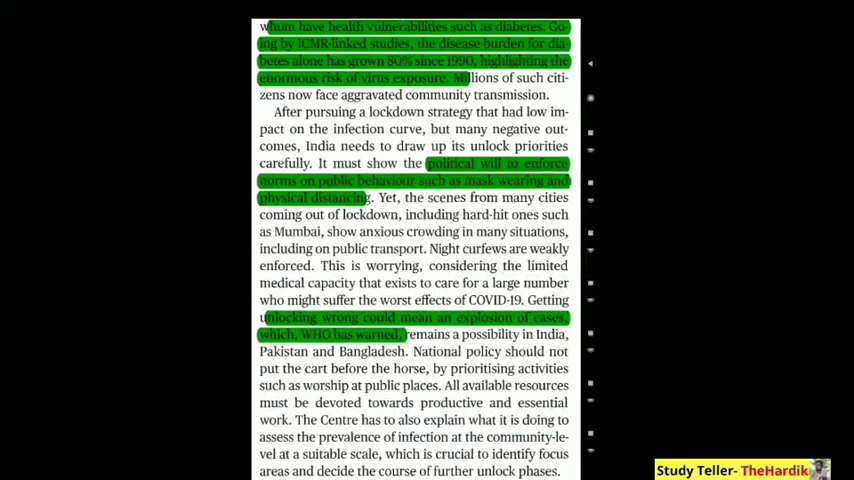 whom have health vulnerabilities such as diabetes. Go-
ing by ICMR-linked studies, the disease burden for dia-
betes alone has grown 80% since 1990, highlighting the
enormous risk of virus exposure. Millions of such citi-
zens now face aggravated community transmission.
After pursuing a lockdown strategy that had low im-
pact on the infection curve, but many negative out-
comes, India needs to draw up its unlock priorities
carefully. It must show the political will to enforce
norms on public behaviour such as mask wearing and
physical distancing. Yet, the scenes from many cities
coming out of lockdown, including hard-hit ones such
as Mumbai, show anxious crowding in many situations,
including on public transport. Night curfews are weakly
enforced. This is worrying, considering the limited
medical capacity that exists to care for a large number
who might suffer the worst effects of COVID-19. Getting
unlocking wrong could mean an explosion of cases,
which, WHO has warned, remains a possibility in India,
Pakistan and Bangladesh. National policy should not
put the cart before the horse, by prioritising activities
such as worship at public places. All available resources
must be devoted towards productive and essential
work. The Centre has to also explain what it is doing to
assess the prevalence of infection at the community-le-
vel at a suitable scale, which is crucial to identify focus
areas and decide the course of further unlock phases.
Study Teller- TheHardik